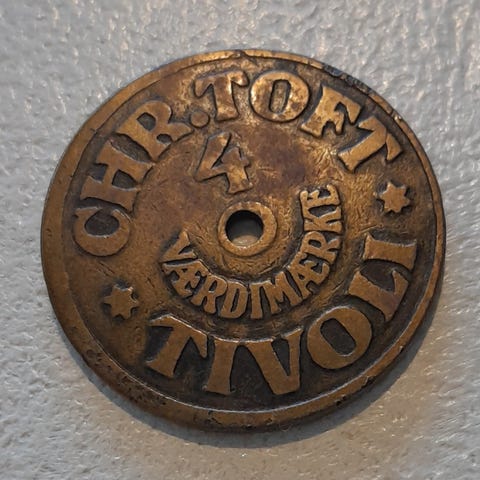 CHR. TOFT
4
VÆRDIMÆRKE
TIVOLI